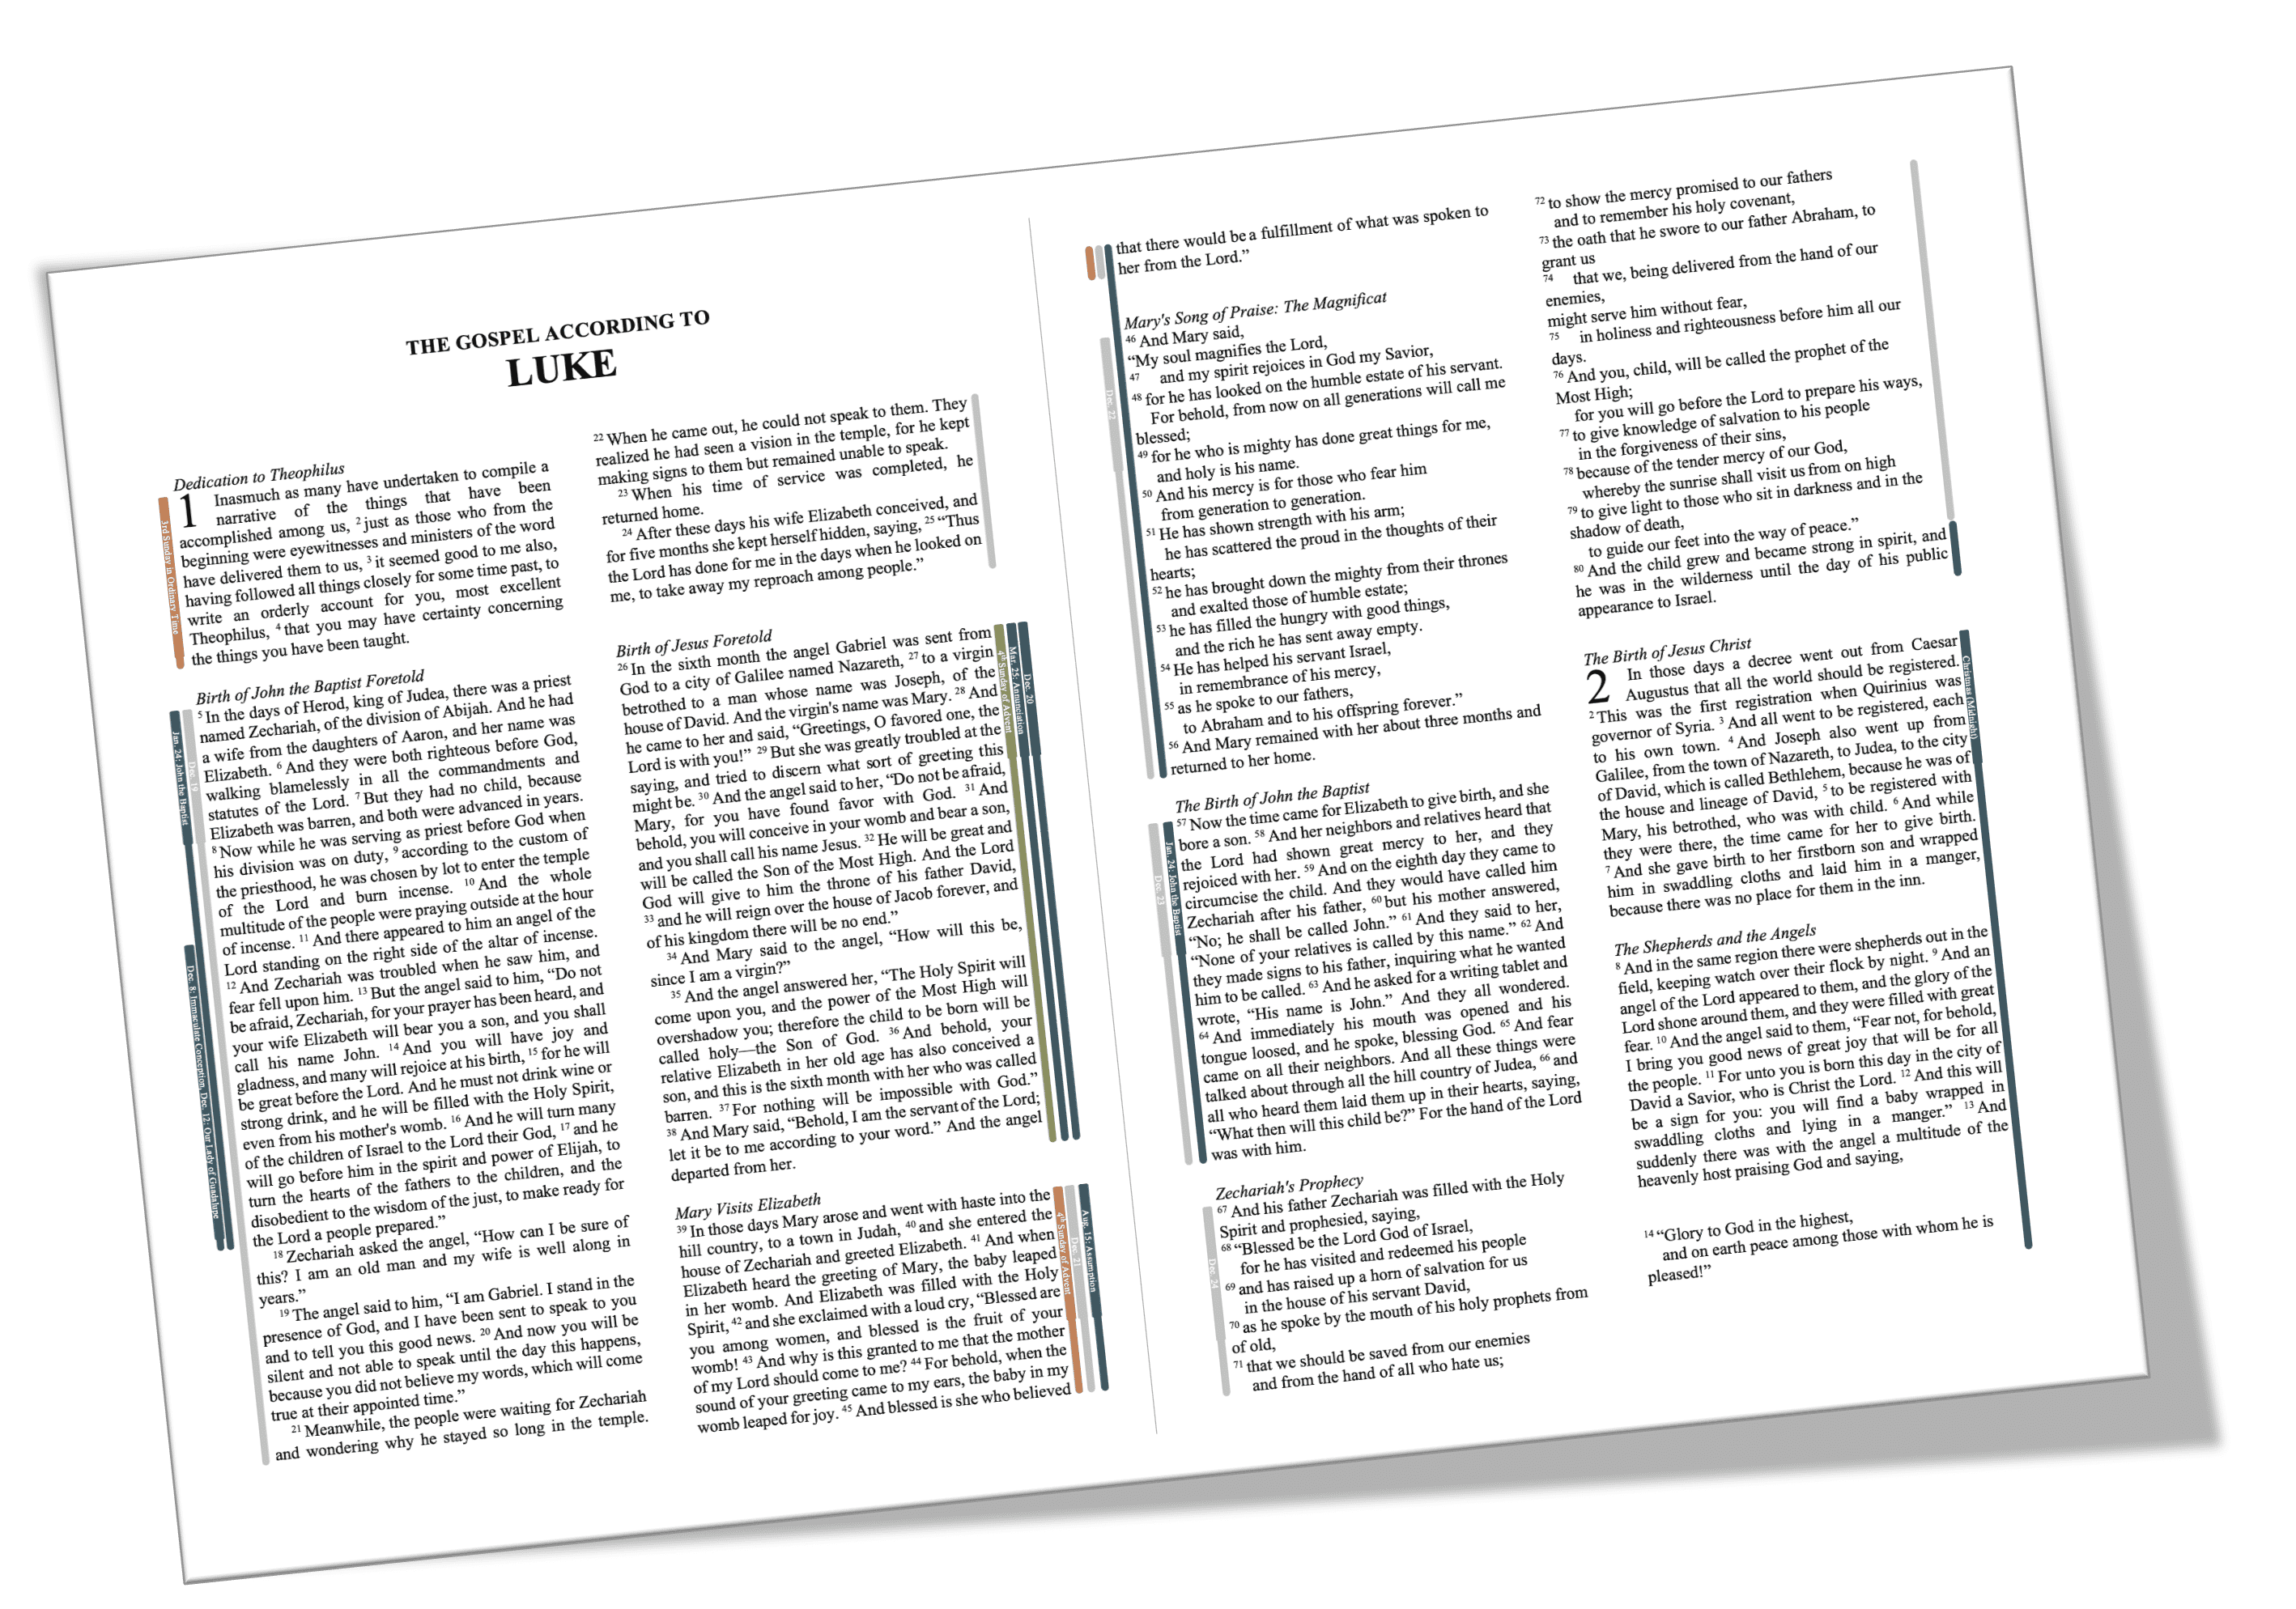 THE GOSPEL ACCORDING TO
LUKE
Dedication to Theophilus
1 Inasmuch as many have undertaken to compile a
narrative of the things that have been
accomplished among us, 2 just as those who from the
beginning were eyewitnesses and ministers of the word
have delivered them to us, 3 it seemed good to me also,
having followed all things closely for some time past, to
write an orderly account for you, most excellent
Theophilus, 4 that you may have certainty concerning
the things you have been taught.
3rd Sunday in Ordinary Time
Birth of John the Baptist Foretold
5 In the days of Herod, king of Judea, there was a priest
named Zechariah, of the division of Abijah. And he had
a wife from the daughters of Aaron, and her name was
Elizabeth. 6 And they were both righteous before God,
walking blamelessly in all the commandments and
statutes of the Lord. 7 But they had no child, because
Elizabeth was barren, and both were advanced in years.
8 Now while he was serving as priest before God when
his division was on duty, 9 according to the custom of
the priesthood, he was chosen by lot to enter the temple
of the Lord and burn incense. 10 And the whole
multitude of the people were praying outside at the hour
of incense. 11 And there appeared to him an angel of the
Lord standing on the right side of the altar of incense.
12 And Zechariah was troubled when he saw him, and
fear fell upon him. 13 But the angel said to him, “Do not
be afraid, Zechariah, for your prayer has been heard, and
your wife Elizabeth will bear you a son, and you shall
call his name John. 14 And you will have joy and
gladness, and many will rejoice at his birth, 15 for he will
be great before the Lord. And he must not drink wine or
strong drink, and he will be filled with the Holy Spirit,
even from his mother's womb. 16 And he will turn many
of the children of Israel to the Lord their God, 17 and he
will go before him in the spirit and power of Elijah, to
turn the hearts of the fathers to the children, and the
disobedient to the wisdom of the just, to make ready for
the Lord a people prepared.”
18 Zechariah asked the angel, “How can I be sure of
this? I am an old man and my wife is well along in
years.”
19 The angel said to him, “I am Gabriel. I stand in the
presence of God, and I have been sent to speak to you
and to tell you this good news. 20 And now you will be
silent and not able to speak until the day this happens,
because you did not believe my words, which will come
true at their appointed time.”
21 Meanwhile, the people were waiting for Zechariah
and wondering why he stayed so long in the temple.
Jan. 24: John the Baptist
Dec. 19
Dec. 8: Immaculate Conception, Dec. 12: Our Lady of Guadalupe
22 When he came out, he could not speak to them. They
realized he had seen a vision in the temple, for he kept
making signs to them but remained unable to speak.
23 When his time of service was completed, he
returned home.
24 After these days his wife Elizabeth conceived, and
for five months she kept herself hidden, saying, 25 “Thus
the Lord has done for me in the days when he looked on
me, to take away my reproach among people.”
Birth of Jesus Foretold
26 In the sixth month the angel Gabriel was sent from
God to a city of Galilee named Nazareth, 27 to a virgin
betrothed to a man whose name was Joseph, of the
house of David. And the virgin's name was Mary. 28 And
he came to her and said, “Greetings, O favored one, the
Lord is with you!” 29 But she was greatly troubled at the
saying, and tried to discern what sort of greeting this
might be. 30 And the angel said to her, “Do not be afraid,
Mary, for you have found favor with God. 31 And
behold, you will conceive in your womb and bear a son,
and you shall call his name Jesus. 32 He will be great and
will be called the Son of the Most High. And the Lord
God will give to him the throne of his father David,
33 and he will reign over the house of Jacob forever, and
of his kingdom there will be no end.”
34 And Mary said to the angel, “How will this be,
since I am a virgin?”
35 And the angel answered her, “The Holy Spirit will
come upon you, and the power of the Most High will
overshadow you; therefore the child to be born will be
called holy—the Son of God. 36 And behold, your
relative Elizabeth in her old age has also conceived a
son, and this is the sixth month with her who was called
barren. 37 For nothing will be impossible with God.”
38 And Mary said, “Behold, I am the servant of the Lord;
let it be to me according to your word.” And the angel
departed from her.
4th Sunday of Advent
Mar. 25: Annunciation
Dec. 20
Mary Visits Elizabeth
39 In those days Mary arose and went with haste into the
hill country, to a town in Judah, 40 and she entered the
house of Zechariah and greeted Elizabeth. 41 And when
Elizabeth heard the greeting of Mary, the baby leaped
in her womb. And Elizabeth was filled with the Holy
Spirit, 42 and she exclaimed with a loud cry, “Blessed are
you among women, and blessed is the fruit of your
womb! 43 And why is this granted to me that the mother
of my Lord should come to me? 44 For behold, when the
sound of your greeting came to my ears, the baby in my
womb leaped for joy. 45 And blessed is she who believed
4th Sunday of Advent
Dec. 21
Aug. 15: Assumption
that there would be a fulfillment of what was spoken to
her from the Lord.”
Mary's Song of Praise: The Magnificat
46 And Mary said,
“My soul magnifies the Lord,
47 and my spirit rejoices in God my Savior,
48 for he has looked on the humble estate of his servant.
For behold, from now on all generations will call me
blessed;
49 for he who is mighty has done great things for me,
and holy is his name.
50 And his mercy is for those who fear him
from generation to generation.
51 He has shown strength with his arm;
he has scattered the proud in the thoughts of their
hearts;
52 he has brought down the mighty from their thrones
and exalted those of humble estate;
53 he has filled the hungry with good things,
and the rich he has sent away empty.
54 He has helped his servant Israel,
in remembrance of his mercy,
55 as he spoke to our fathers,
to Abraham and to his offspring forever.”
56 And Mary remained with her about three months and
returned to her home.
Dec. 22
The Birth of John the Baptist
57 Now the time came for Elizabeth to give birth, and she
bore a son. 58 And her neighbors and relatives heard that
the Lord had shown great mercy to her, and they
rejoiced with her. 59 And on the eighth day they came to
circumcise the child. And they would have called him
Zechariah after his father, 60 but his mother answered,
“No; he shall be called John.” 61 And they said to her,
“None of your relatives is called by this name.” 62 And
they made signs to his father, inquiring what he wanted
him to be called. 63 And he asked for a writing tablet and
wrote, “His name is John.” And they all wondered.
64 And immediately his mouth was opened and his
tongue loosed, and he spoke, blessing God. 65 And fear
came on all their neighbors. And all these things were
talked about through all the hill country of Judea, 66 and
all who heard them laid them up in their hearts, saying,
“What then will this child be?” For the hand of the Lord
was with him.
Dec. 23
Jan. 24: John the Baptist
Zechariah's Prophecy
67 And his father Zechariah was filled with the Holy
Spirit and prophesied, saying,
68 “Blessed be the Lord God of Israel,
for he has visited and redeemed his people
69 and has raised up a horn of salvation for us
in the house of his servant David,
70 as he spoke by the mouth of his holy prophets from
of old,
71 that we should be saved from our enemies
and from the hand of all who hate us;
Dec. 24
72 to show the mercy promised to our fathers
and to remember his holy covenant,
73 the oath that he swore to our father Abraham, to
grant us
74 that we, being delivered from the hand of our
enemies,
might serve him without fear,
75 in holiness and righteousness before him all our
days.
76 And you, child, will be called the prophet of the
Most High;
for you will go before the Lord to prepare his ways,
77 to give knowledge of salvation to his people
in the forgiveness of their sins,
78 because of the tender mercy of our God,
whereby the sunrise shall visit us from on high
79 to give light to those who sit in darkness and in the
shadow of death,
to guide our feet into the way of peace.”
80 And the child grew and became strong in spirit, and
he was in the wilderness until the day of his public
appearance to Israel.
The Birth of Jesus Christ
2 In those days a decree went out from Caesar
Augustus that all the world should be registered.
2 This was the first registration when Quirinius was
governor of Syria. 3 And all went to be registered, each
to his own town. 4 And Joseph also went up from
Galilee, from the town of Nazareth, to Judea, to the city
of David, which is called Bethlehem, because he was of
the house and lineage of David, 5 to be registered with
Mary, his betrothed, who was with child. 6 And while
they were there, the time came for her to give birth.
7 And she gave birth to her firstborn son and wrapped
him in swaddling cloths and laid him in a manger,
because there was no place for them in the inn.
Christmas (Midnight)
The Shepherds and the Angels
8 And in the same region there were shepherds out in the
field, keeping watch over their flock by night. 9 And an
angel of the Lord appeared to them, and the glory of the
Lord shone around them, and they were filled with great
fear. 10 And the angel said to them, “Fear not, for behold,
I bring you good news of great joy that will be for all
the people. 11 For unto you is born this day in the city of
David a Savior, who is Christ the Lord. 12 And this will
be a sign for you: you will find a baby wrapped in
swaddling cloths and lying in a manger.” 13 And
suddenly there was with the angel a multitude of the
heavenly host praising God and saying,
14 “Glory to God in the highest,
and on earth peace among those with whom he is
pleased!”